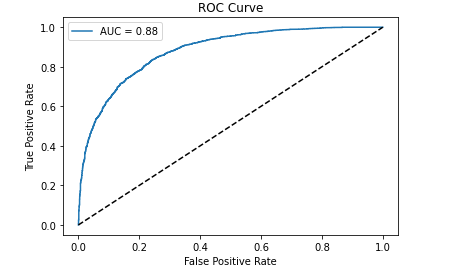 ROC Curve
AUC = 0.88
True Positive Rate
1.0
0.8
0.6
0.4
0.2
0.0
0.0 0.2 0.4 0.6 0.8 1.0
False Positive Rate